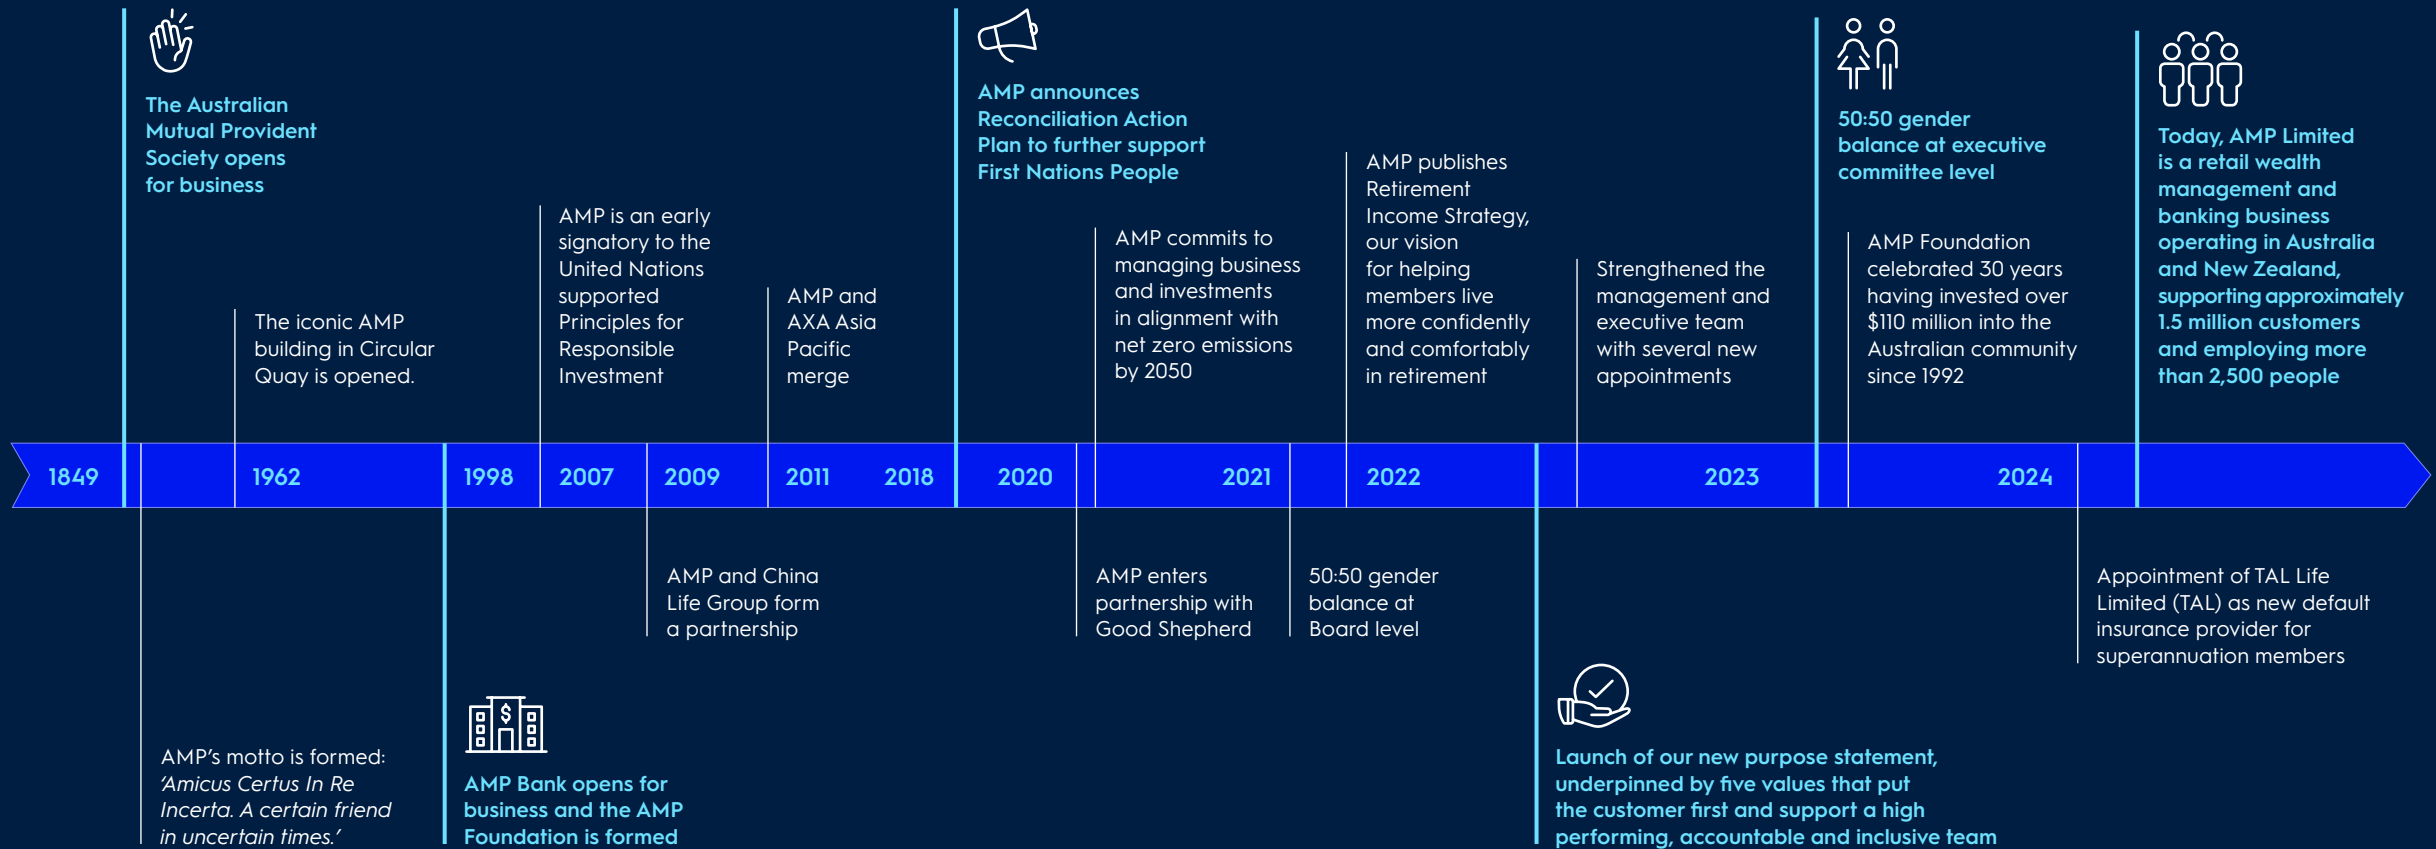 The Australian
Mutual Provident
Society opens
for business
The iconic AMP
building in Circular
Quay is opened.
AMP is an early
signatory to the
United Nations
supported
Principles for
Responsible
Investment
AMP and
AXA Asia
Pacific
merge
AMP announces
Reconciliation Action
Plan to further support
First Nations People
AMP commits to
managing business
and investments
in alignment with
net zero emissions
by 2050
AMP publishes
Retirement
Income Strategy,
our vision
for helping
members live
more confidently
and comfortably
in retirement
Strengthened the
management and
executive team
with several new
appointments
50:50 gender
balance at executive
committee level
AMP Foundation
celebrated 30 years
having invested over
$110 million into the
Australian community
since 1992
Today, AMP Limited
is a retail wealth
management and
banking business
operating in Australia
and New Zealand,
supporting approximately
1.5 million customers
and employing more
than 2,500 people
1849 1962 1998 2007 2009 2011 2018 2020 2021 2022 2023 2024
AMP's motto is formed:
'Amicus Certus In Re
Incerta. A certain friend
in uncertain times.'
$
AMP Bank opens for
business and the AMP
Foundation is formed
AMP and China
Life Group form
a partnership
AMP enters
partnership with
Good Shepherd
50:50 gender
balance at
Board level
Launch of our new purpose statement,
underpinned by five values that put
the customer first and support a high
performing, accountable and inclusive team
Appointment of TAL Life
Limited (TAL) as new default
insurance provider for
superannuation members